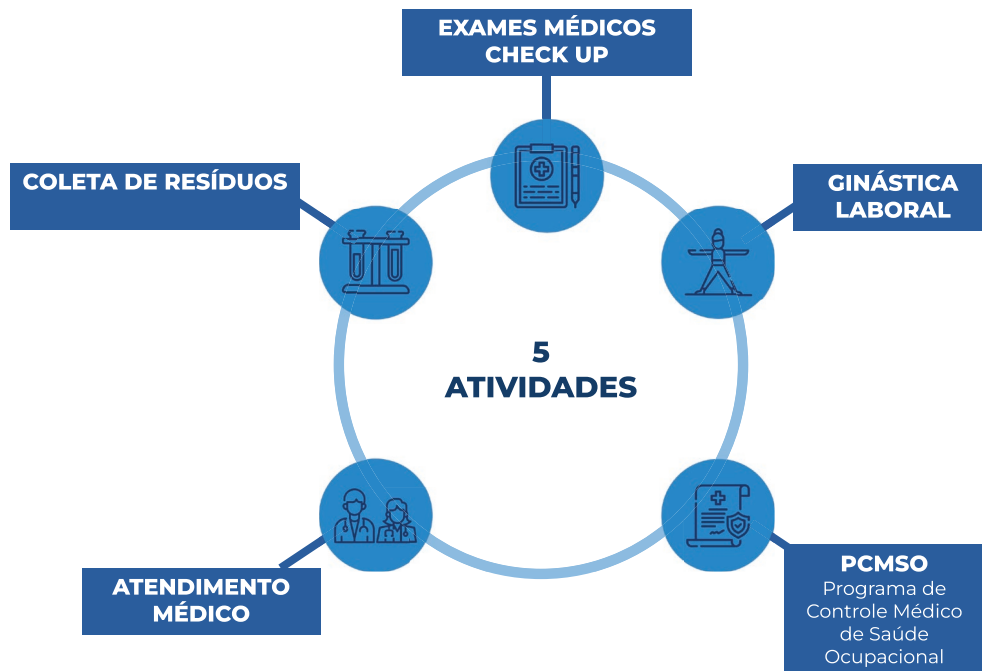 EXAMES MÉDICOS
CHECK UP
COLETA DE RESÍDUOS
GINÁSTICA
LABORAL
5
ATIVIDADES
ATENDIMENTO
MÉDICO
PCMSO
Programa de
Controle Médico
de Saúde
Ocupacional